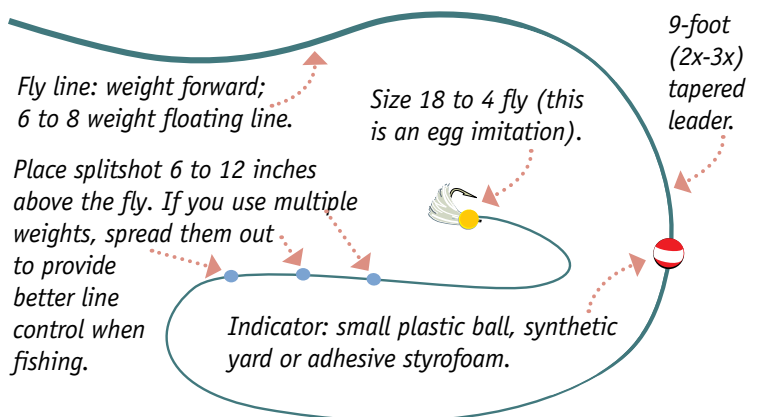 9-foot
(2x-3x)
tapered
leader.
Fly line: weight forward;
6 to 8 weight floating line.
Size 18 to 4 fly (this
is an egg imitation).
Place splitshot 6 to 12 inches
above the fly. If you use multiple
weights, spread them out
to provide
better line
control when
fishing.
Indicator: small plastic ball, synthetic
yard or adhesive styrofoam.